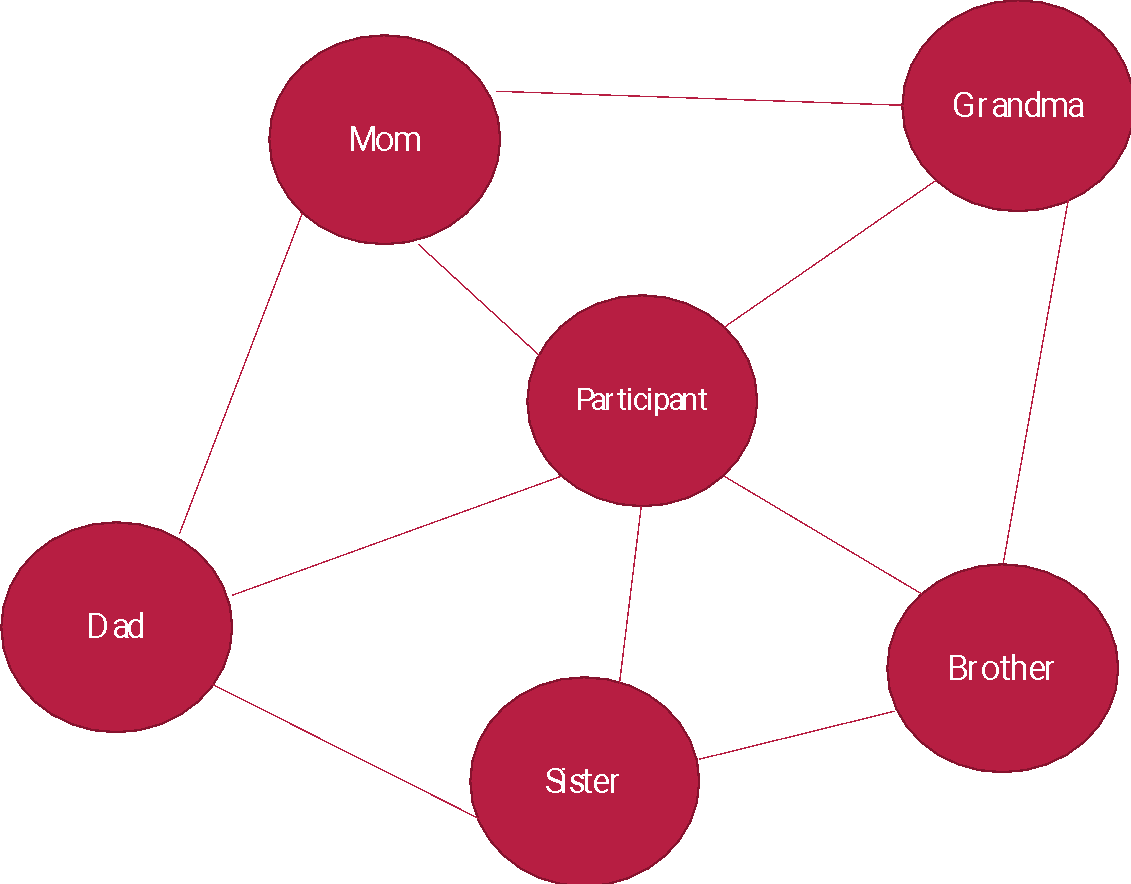 Mom
Grandma
Participant
Dad
Brother
Sister